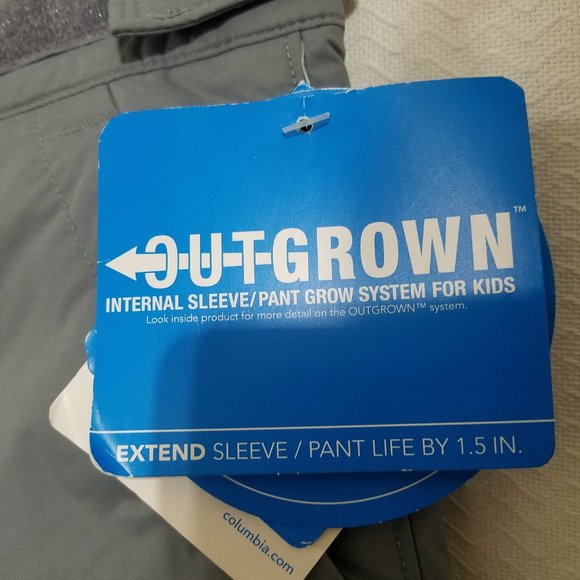 OUTGROWN™
INTERNAL SLEEVE/PANT GROW SYSTEM FOR KIDS
Look inside product for more detail on the OUTGROWN™ system.
EXTEND SLEEVE / PANT LIFE BY 1.5 IN.
columbia.com